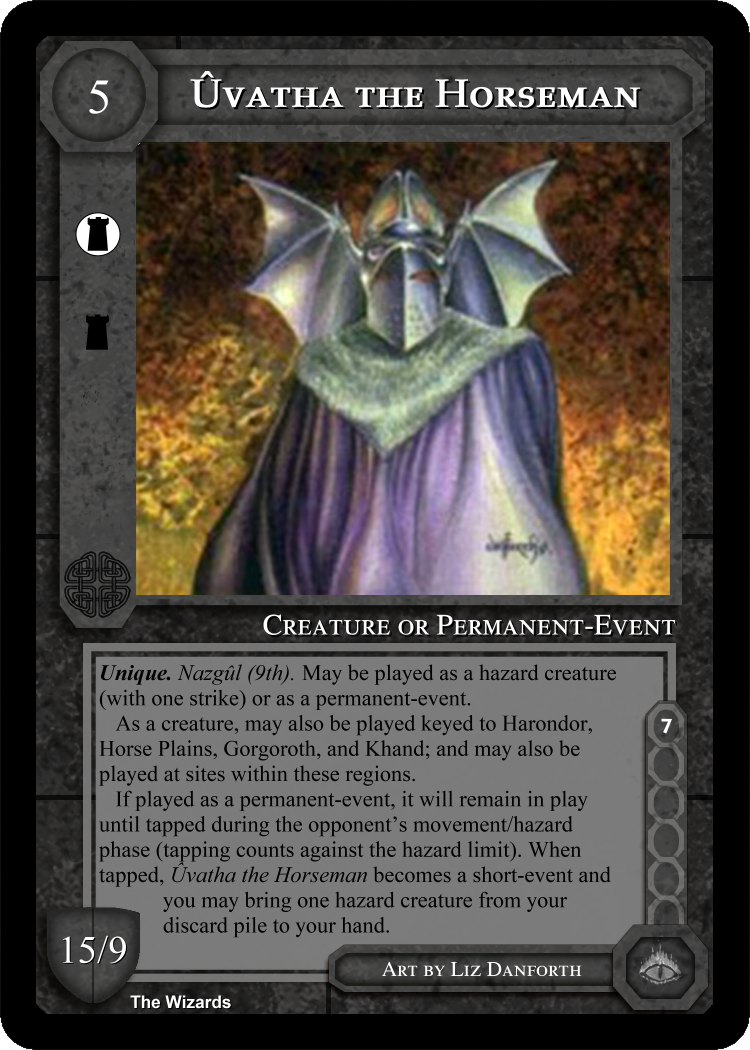 5
Ûvatha the Horseman
Creature or Permanent-Event
Unique. Nazgûl (9th). May be played as a hazard creature
(with one strike) or as a permanent-event.
As a creature, may also be played keyed to Harondor,
Horse Plains, Gorgoroth, and Khand; and may also be
played at sites within these regions.
If played as a permanent-event, it will remain in play
until tapped during the opponent’s movement/hazard
phase (tapping counts against the hazard limit). When
tapped, Ûvatha the Horseman becomes a short-event and
you may bring one hazard creature from your
discard pile to your hand.
7
15/9
Art by Liz Danforth
The Wizards